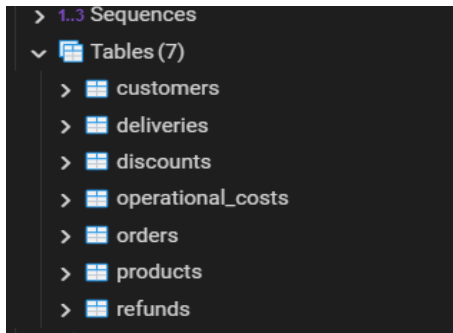 1..3 Sequences
Tables (7)
customers
deliveries
discounts
operational_costs
orders
products
refunds